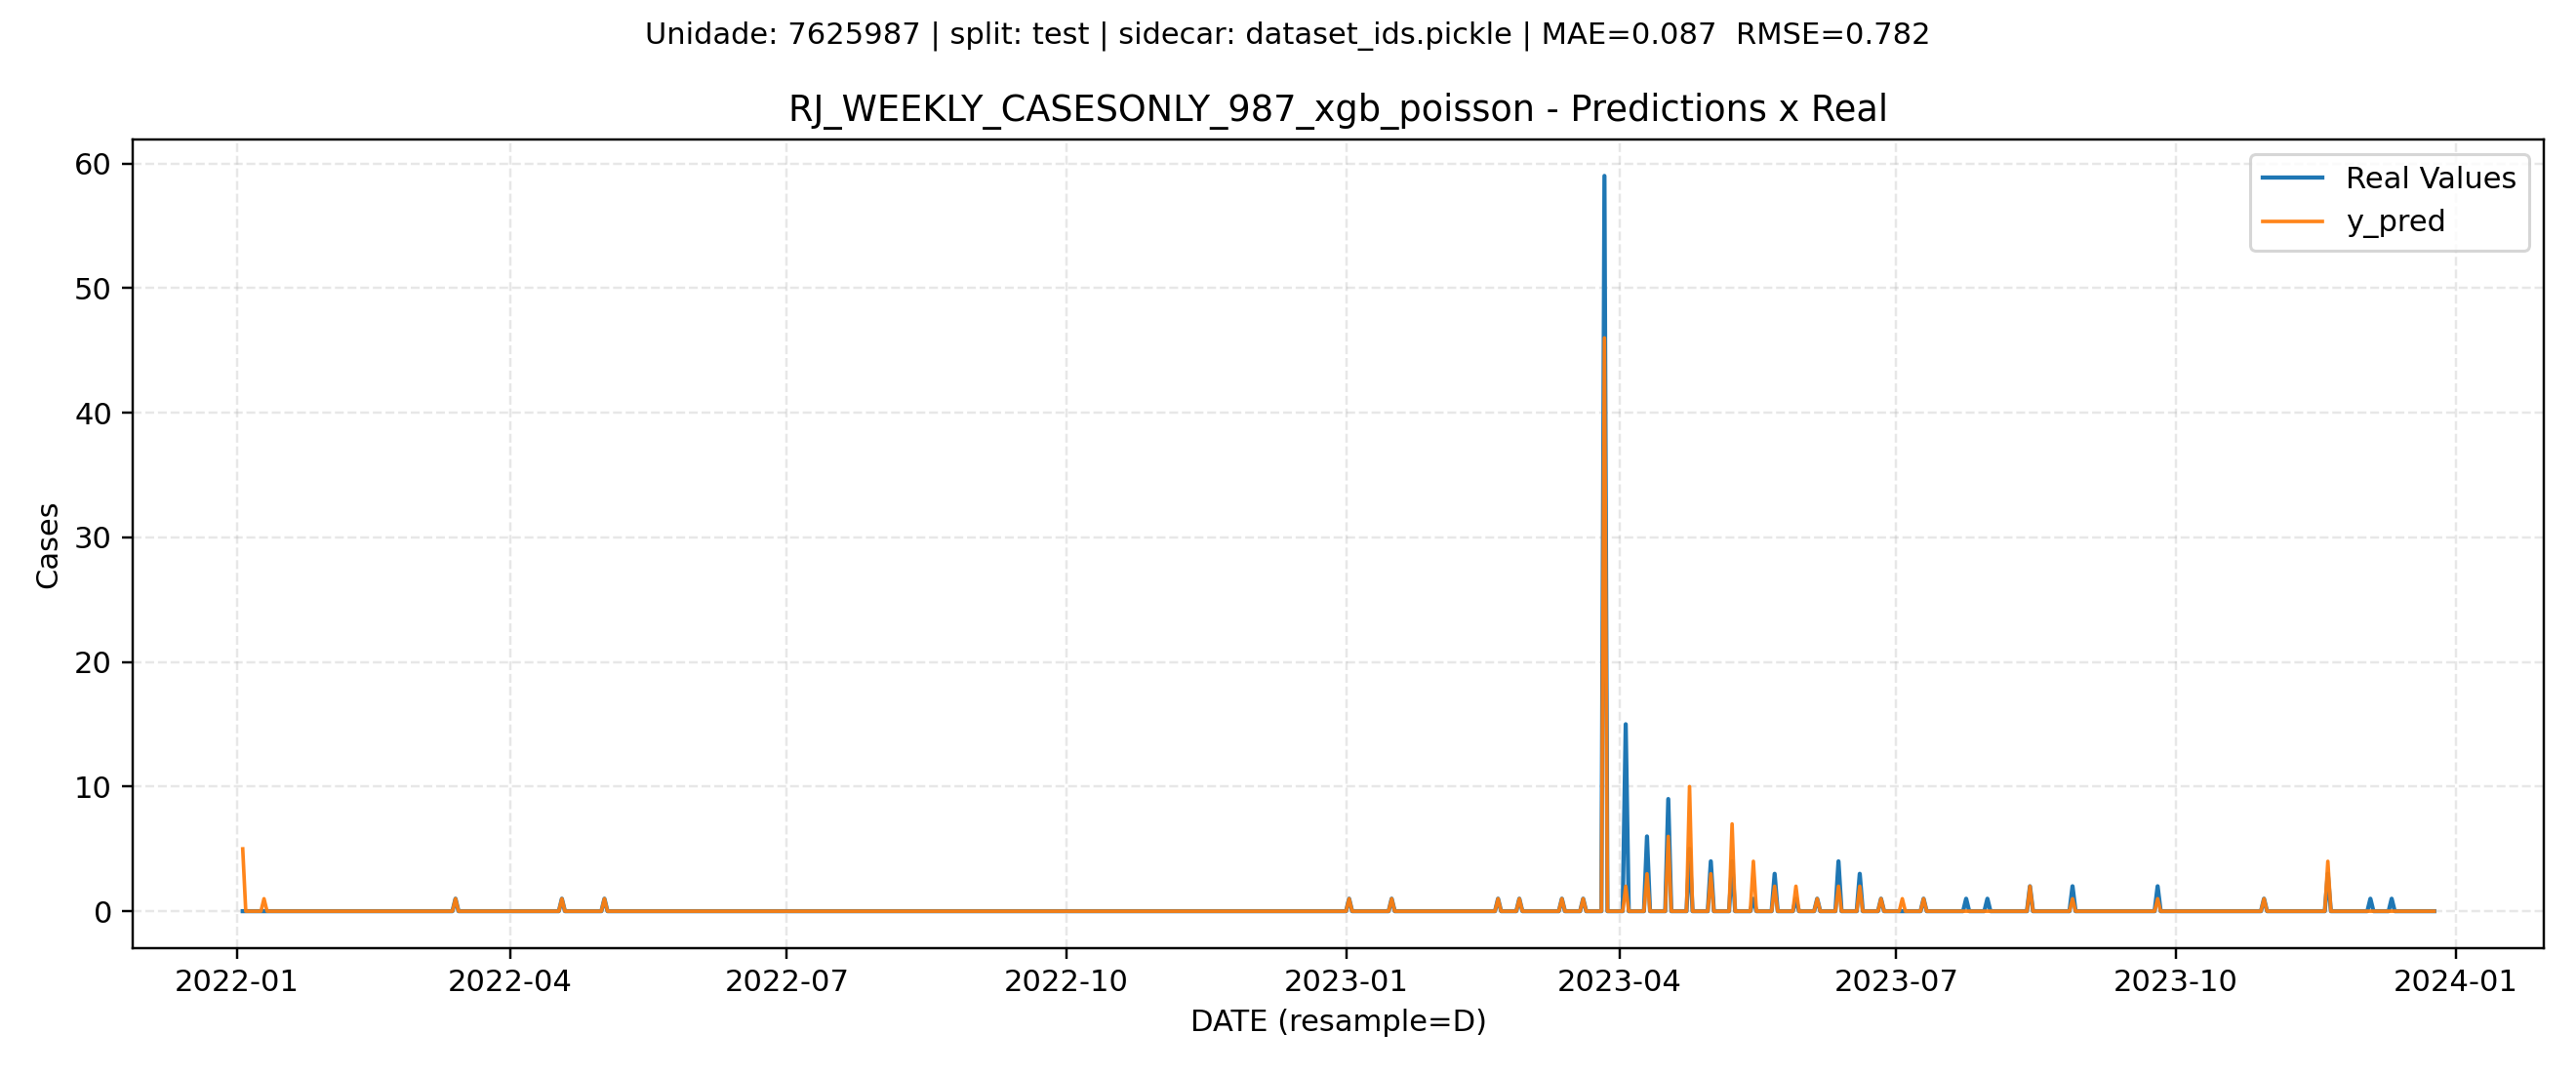 Unidade: 7625987 | split: test | sidecar: dataset_ids.pickle | MAE=0.087  RMSE=0.782
RJ_WEEKLY_CASESONLY_987_xgb_poisson - Predictions x Real
Real Values
y_pred
60
50
40
30
20
10
0
Cases
2022-01
2022-04
2022-07
2022-10
2023-01
2023-04
2023-07
2023-10
2024-01
DATE (resample=D)